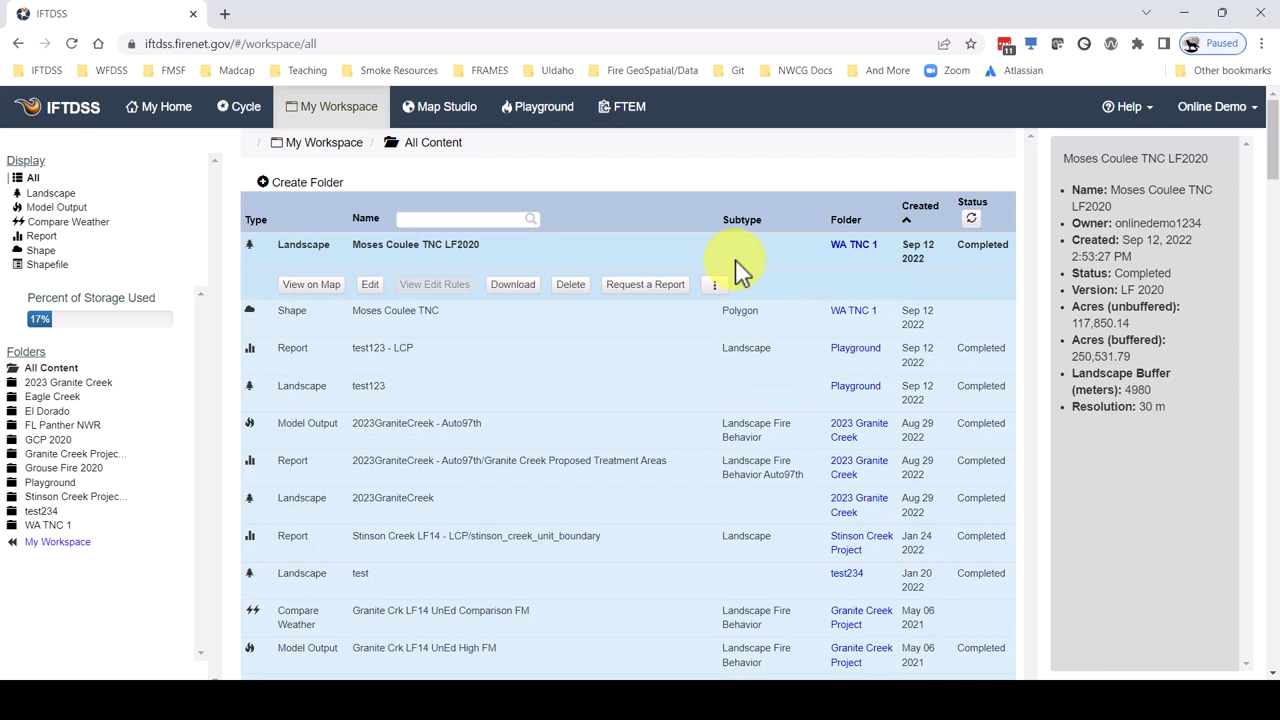 IFTDSS
iftdss.firenet.gov/#/workspace/all
11
Paused
IFTDSS
WFDSS
FMSF
Madcap
Teaching
Smoke Resources
FRAMES
UIdaho
Fire GeoSpatial/Data
Git
NWCG Docs
And More
Zoom
Atlassian
Other bookmarks
IFTDSS
My Home
Cycle
My Workspace
Map Studio
Playground
FTEM
Help
Online Demo
/ My Workspace / All Content
Display
All
Landscape
Model Output
Compare Weather
Report
Shape
Shapefile
Percent of Storage Used
17%
Folders
All Content
2023 Granite Creek
Eagle Creek
El Dorado
FL Panther NWR
GCP 2020
Granite Creek Projec...
Grouse Fire 2020
Playground
Stinson Creek Projec...
test234
WA TNC 1
My Workspace
Create Folder
Type Name Subtype Folder Created Status
Landscape Moses Coulee TNC LF2020 WA TNC 1 Sep 12 Completed
2022
View on Map Edit View Edit Rules Download Delete Request a Report
Shape Moses Coulee TNC Polygon WA TNC 1 Sep 12
2022
Report test123 - LCP Landscape Playground Sep 12 Completed
2022
Landscape test123 Playground Sep 12 Completed
2022
Model Output 2023GraniteCreek - Auto97th Landscape Fire 2023 Granite Aug 29 Completed
Behavior Creek 2022
Report 2023GraniteCreek - Auto97th/Granite Creek Proposed Treatment Areas Landscape Fire 2023 Granite Aug 29 Completed
Behavior Auto97th Creek 2022
Landscape 2023GraniteCreek 2023 Granite Aug 29 Completed
Creek 2022
Report Stinson Creek LF14 - LCP/stinson_creek_unit_boundary Landscape Stinson Creek Jan 24 Completed
Project 2022
Landscape test test234 Jan 20 Completed
2022
Compare Granite Crk LF14 UnEd Comparison FM Landscape Fire Granite Creek May 06 Completed
Weather Behavior Project 2021
Model Output Granite Crk LF14 UnEd High FM Landscape Fire Granite Creek May 06 Completed
Behavior Project 2021
Moses Coulee TNC LF2020
Name: Moses Coulee TNC
LF2020
Owner: onlinedemo1234
Created: Sep 12, 2022
2:53:27 PM
Status: Completed
Version: LF 2020
Acres (unbuffered):
117,850.14
Acres (buffered):
250,531.79
Landscape Buffer
(meters): 4980
Resolution: 30 m